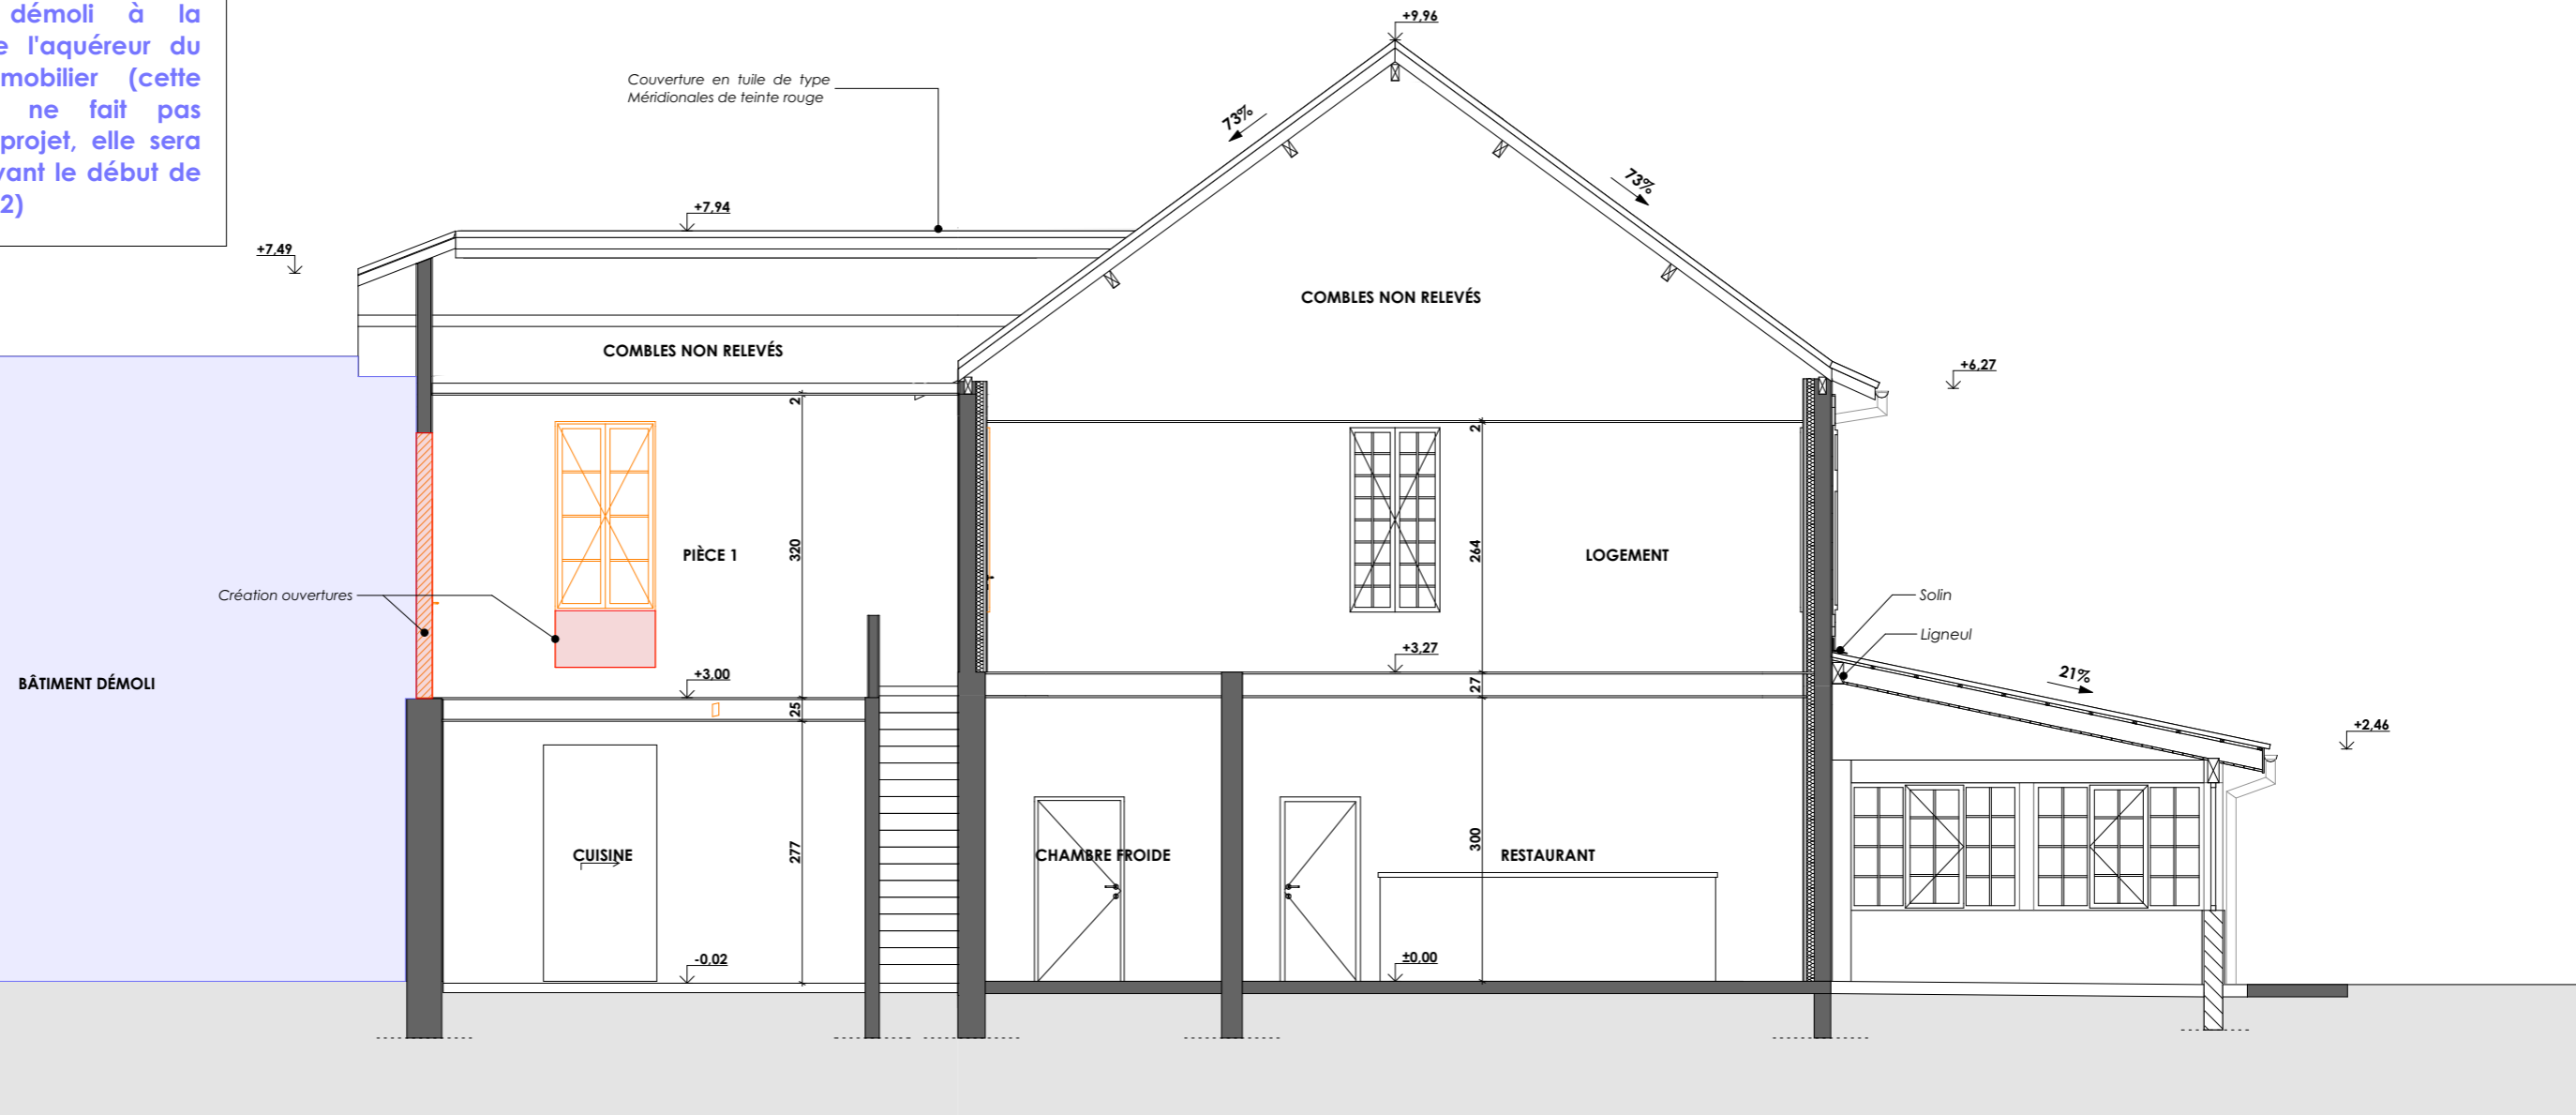 démoli à la
e l'aquéreur du
mobilier (cette
ne fait pas
projet, elle sera
vant le début de
2)
+9,96
Couverture en tuile de type
Méridionales de teinte rouge
73%
73%
+7,94
+7,49
COMBLES NON RELEVÉS
COMBLES NON RELEVÉS
+6,27
2
2
320
264
PIÈCE 1
LOGEMENT
Création ouvertures
Solin
Ligneul
+3,27
+3,00
21%
BÂTIMENT DÉMOLI
27
25
+2,46
277
300
CUISINE
CHAMBRE FROIDE
RESTAURANT
-0,02
±0,00